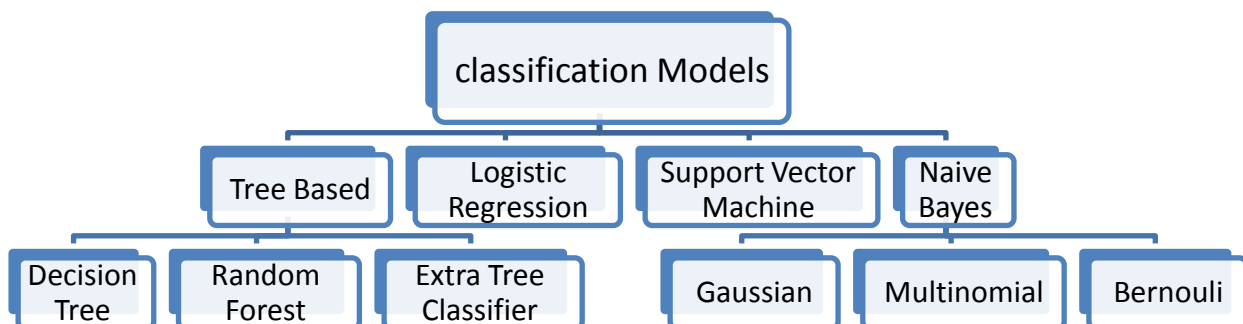 classification Models
Tree Based
Logistic
Regression
Support Vector
Machine
Naive
Bayes
Decision
Tree
Random
Forest
Extra Tree
Classifier
Gaussian
Multinomial
Bernouli